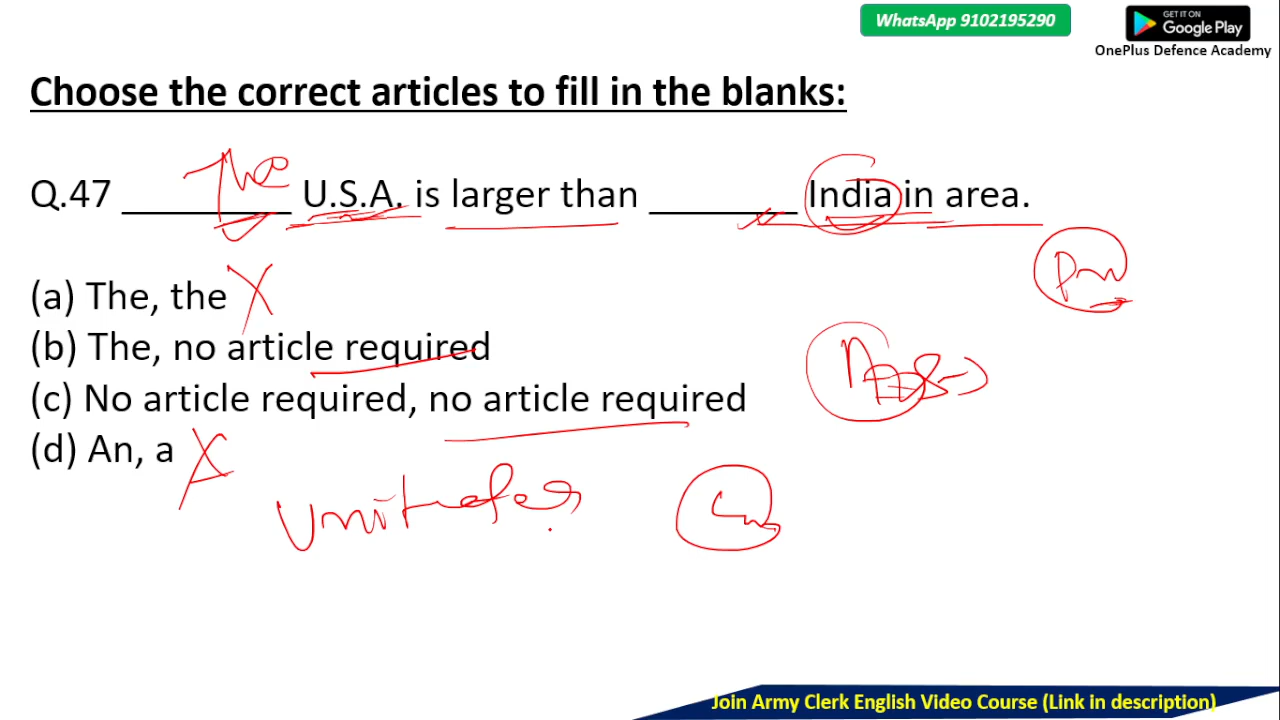 WhatsApp 9102195290
GET IT ON
Google Play
OnePlus Defence Academy
Choose the correct articles to fill in the blanks:
The
Q.47 ________ U.S.A. is larger than _______ India in area.
(a) The, the
(b) The, no article required
(c) No article required, no article required
(d) An, a
Join Army Clerk English Video Course (Link in description)